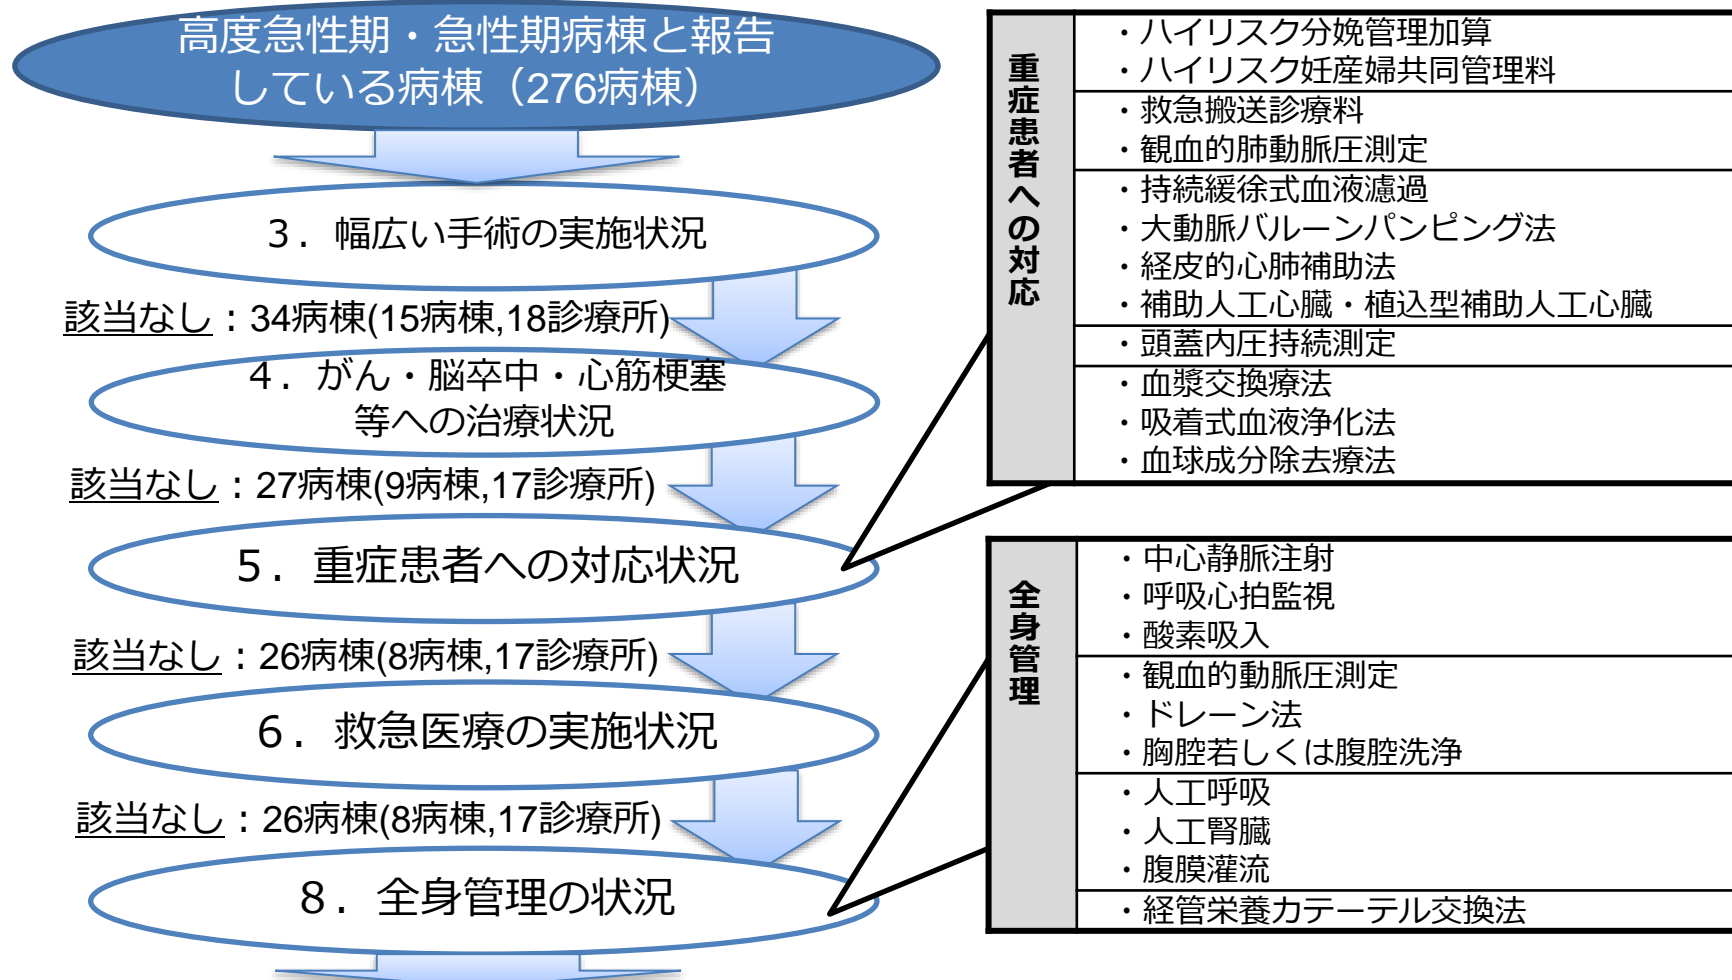 高度急性期・急性期病棟と報告
している病棟（276病棟）
３．幅広い手術の実施状況
該当なし：34病棟(15病棟,18診療所)
４．がん・脳卒中・心筋梗塞
等への治療状況
該当なし：27病棟(9病棟,17診療所)
５．重症患者への対応状況
該当なし：26病棟(8病棟,17診療所)
６．救急医療の実施状況
該当なし：26病棟(8病棟,17診療所)
８．全身管理の状況
重症患者への対応
・ハイリスク分娩管理加算
・ハイリスク妊産婦共同管理料
・救急搬送診療料
・観血的肺動脈圧測定
・持続緩徐式血液濾過
・大動脈バルーンパンピング法
・経皮的心肺補助法
・補助人工心臓・植込型補助人工心臓
・頭蓋内圧持続測定
・血漿交換療法
・吸着式血液浄化法
・血球成分除去療法
全身管理
・中心静脈注射
・呼吸心拍監視
・酸素吸入
・観血的動脈圧測定
・ドレーン法
・胸腔若しくは腹腔洗浄
・人工呼吸
・人工腎臓
・腹膜灌流
・経管栄養カテーテル交換法